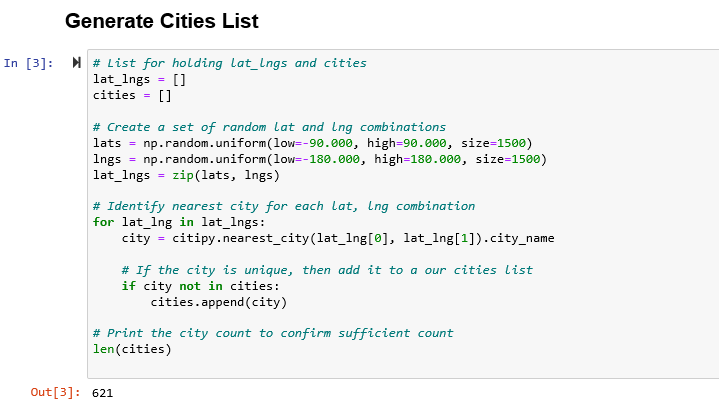 Generate Cities List
In [3]:
# List for holding lat_lngs and cities
lat_lngs = []
cities = []
# Create a set of random lat and lng combinations
lats = np.random.uniform(low=-90.000, high=90.000, size=1500)
lngs = np.random.uniform(low=-180.000, high=180.000, size=1500)
lat_lngs = zip(lats, lngs)
# Identify nearest city for each lat, lng combination
for lat_lng in lat_lngs:
    city = citipy.nearest_city(lat_lng[0], lat_lng[1]).city_name
    # If the city is unique, then add it to a our cities list
    if city not in cities:
        cities.append(city)
# Print the city count to confirm sufficient count
len(cities)
Out[3]: 621